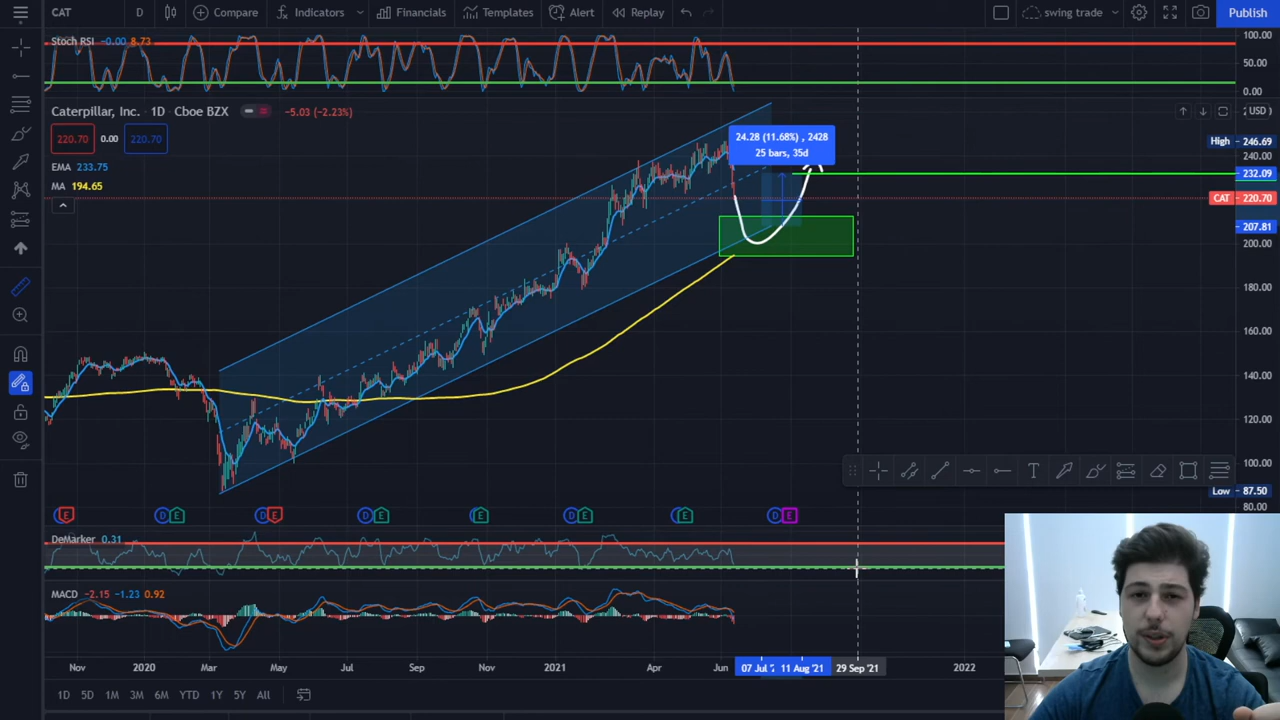 CAT D Compare Indicators Financials Templates Alert Replay swing trade Publish
Stoch RSI -0.00 8.73
100.00
50.00
0.00
Caterpillar, Inc. · 1D · Cboe BZX -5.03 (-2.23%)
USD
220.70 0.00 220.70
EMA 233.75
MA 194.65
24.28 (11.68%) , 2428
25 bars, 35d
High 246.69
240.00
232.09
CAT 220.70
207.81
200.00
180.00
160.00
140.00
120.00
100.00
Low 87.50
80.00
T
D E D E D E D E E D E E D E
DeMarker 0.31
MACD -2.15 -1.23 0.92
Nov 2020 Mar May Jul Sep Nov 2021 Apr Jun 07 Jul '2 11 Aug '21 29 Sep '21 2022
1D 5D 1M 3M 6M YTD 1Y 5Y All